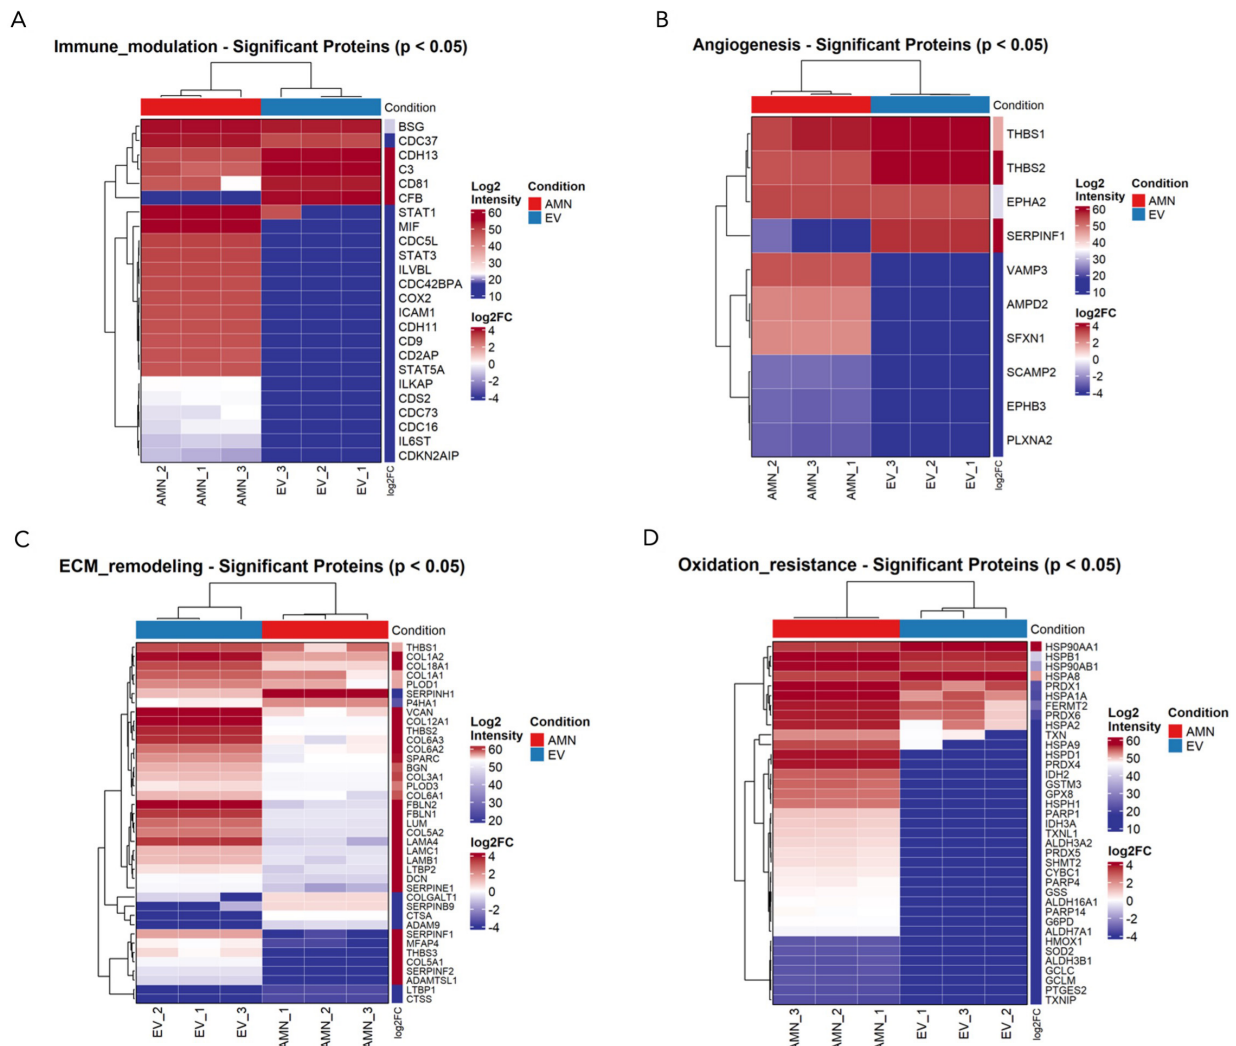 A
Immune_modulation - Significant Proteins (p < 0.05)
Condition
BSG
CDC37
CDH13
C3
CD81
CFB
STAT1
MIF
CDC5L
STAT3
ILVBL
CDC42BPA
COX2
ICAM1
CDH11
CD9
CD2AP
STAT5A
ILKAP
CDS2
CDC73
CDC16
IL6ST
CDKN2AIP
AMN_2
AMN_1
AMN_3
EV_3
EV_2
EV_1
log2FC
Log2
Intensity
60
50
40
30
20
10
Condition
AMN
EV
log2FC
4
2
0
-2
-4
B
Angiogenesis - Significant Proteins (p < 0.05)
Condition
THBS1
THBS2
EPHA2
SERPINF1
VAMP3
AMPD2
SFXN1
SCAMP2
EPHB3
PLXNA2
AMN_2
AMN_3
AMN_1
EV_3
EV_2
EV_1
log2FC
Log2
Intensity
60
50
40
30
20
10
Condition
AMN
EV
log2FC
4
2
0
-2
-4
C
ECM_remodeling - Significant Proteins (p < 0.05)
Condition
THBS1
COL1A2
COL18A1
COL1A1
PLOD1
SERPINH1
P4HA1
VCAN
COL12A1
THBS2
COL6A3
COL6A2
SPARC
BGN
COL3A1
PLOD3
COL6A1
FBLN2
FBLN1
LUM
COL5A2
LAMA4
LAMC1
LAMB1
LTBP2
DCN
SERPINE1
COLGALT1
SERPINB9
CTSA
ADAM9
SERPINF1
MFAP4
THBS3
COL5A1
SERPINF2
ADAMTSL1
LTBP1
CTSS
EV_2
EV_1
EV_3
AMN_1
AMN_2
AMN_3
log2FC
Log2
Intensity
60
50
40
30
20
Condition
AMN
EV
log2FC
4
2
0
-2
-4
D
Oxidation_resistance - Significant Proteins (p < 0.05)
Condition
HSP90AA1
HSPB1
HSP90AB1
HSPA8
PRDX1
HSPA1A
FERMT2
PRDX6
HSPA2
TXN
HSPA9
HSPD1
PRDX4
IDH2
GSTM3
GPX8
HSPH1
PARP1
IDH3A
TXNL1
ALDH3A2
PRDX5
SHMT2
CYBC1
PARP4
GSS
ALDH16A1
PARP14
G6PD
ALDH7A1
HMOX1
SOD2
ALDH3B1
GCLC
GCLM
PTGES2
TXNIP
AMN_3
AMN_2
AMN_1
EV_1
EV_3
EV_2
log2FC
Log2
Intensity
60
50
40
30
20
10
Condition
AMN
EV
log2FC
4
2
0
-2
-4